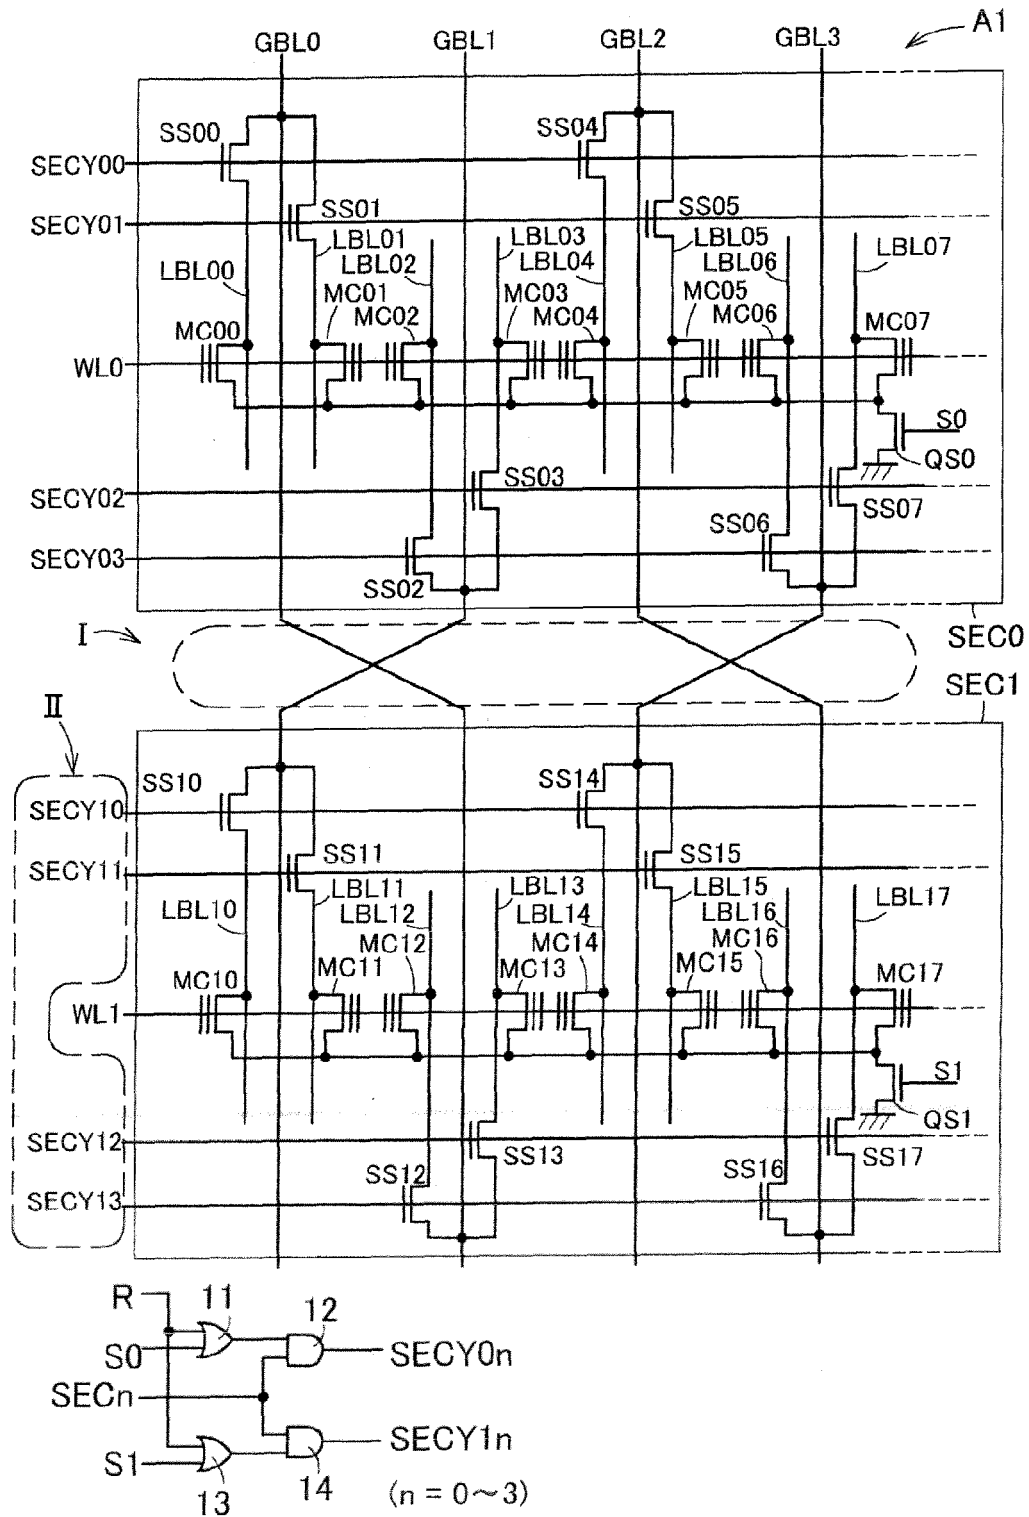 A1
GBL0 GBL1 GBL2 GBL3
SS00 SS04
SECY00
SECY01 SS01 SS05
LBL00 LBL01 LBL02 LBL03 LBL04 LBL05 LBL06 LBL07
MC00 MC01 MC02 MC03 MC04 MC05 MC06 MC07
WL0
S0
QS0
SECY02 SS03 SS07
SECY03 SS02 SS06
I
SEC0
SEC1
II
SS10 SS14
SECY10
SECY11 SS11 SS15
LBL10 LBL11 LBL12 LBL13 LBL14 LBL15 LBL16 LBL17
MC10 MC11 MC12 MC13 MC14 MC15 MC16 MC17
WL1
S1
QS1
SECY12 SS13 SS17
SECY13 SS12 SS16
R 11 12
S0 SECY0n
SECn
S1 SECY1n
13 14 (n = 0~3)